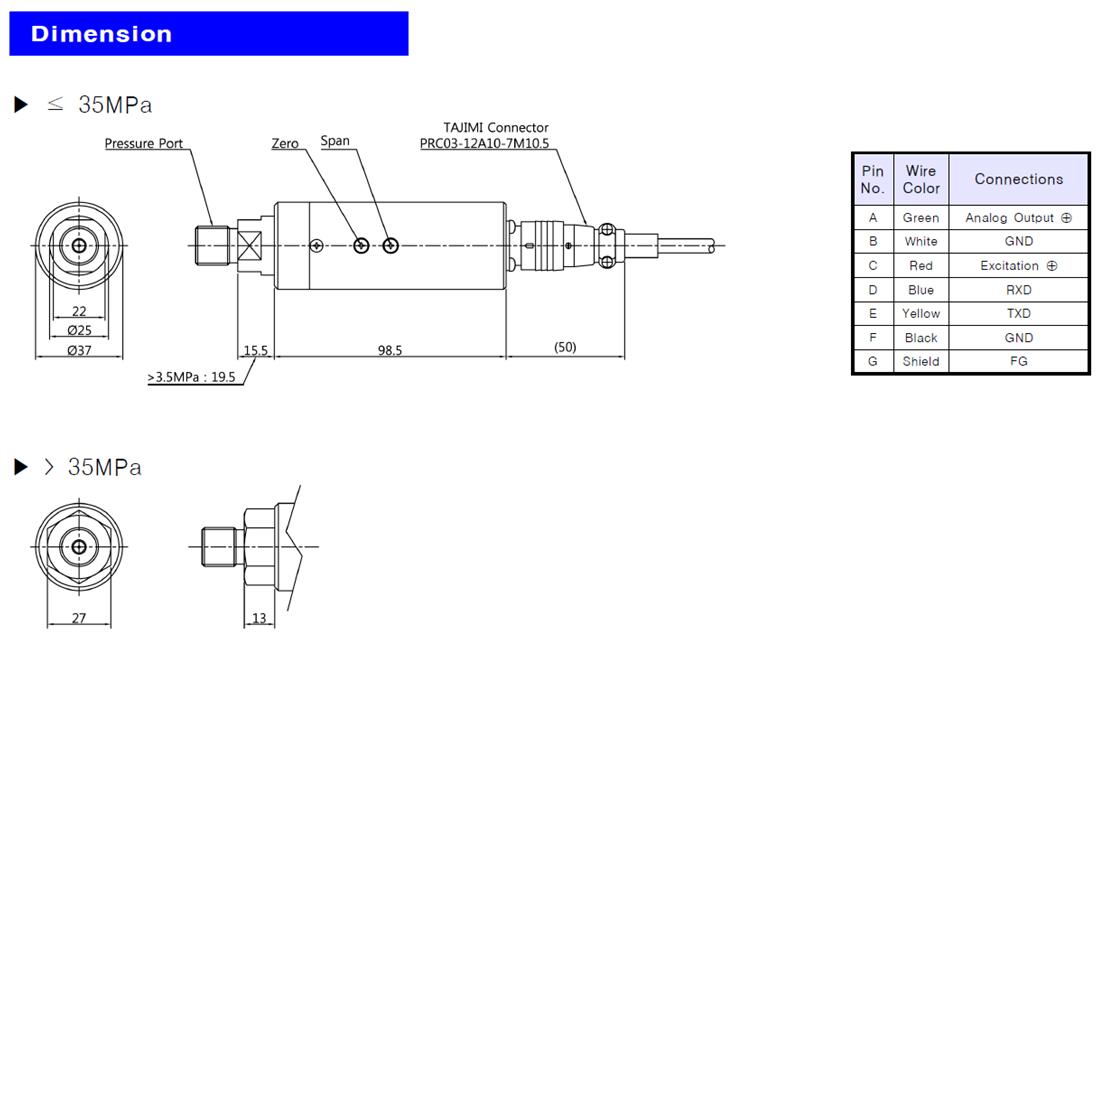 Dimension
▶ ≤ 35MPa
TAJIMI Connector
Pressure Port
Zero
Span
PRC03-12A10-7M10.5
22
Ø25
Ø37
15.5
98.5
(50)
>3.5MPa : 19.5
Pin No. Wire Color Connections
A Green Analog Output ⊕
B White GND
C Red Excitation ⊕
D Blue RXD
E Yellow TXD
F Black GND
G Shield FG
▶ > 35MPa
27
13